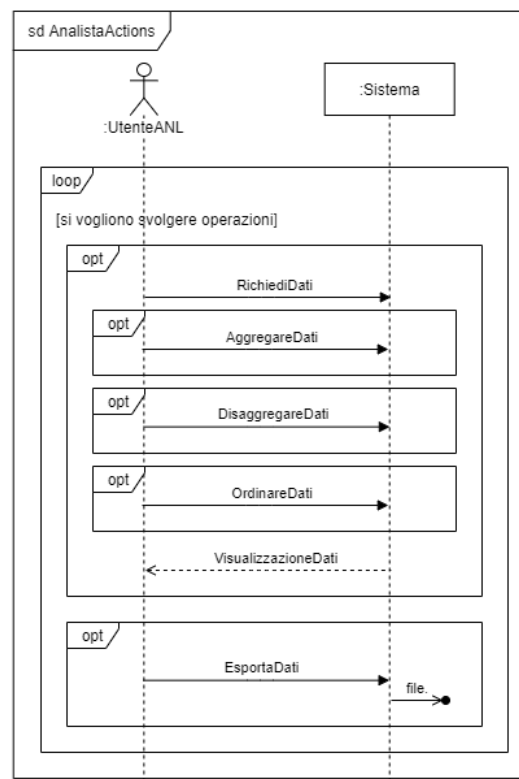 sd AnalistaActions
:UtenteANL
:Sistema
loop
[si vogliono svolgere operazioni]
opt
RichiediDati
opt
AggregareDati
opt
DisaggregareDati
opt
OrdinareDati
VisualizzazioneDati
opt
EsportaDati
file.